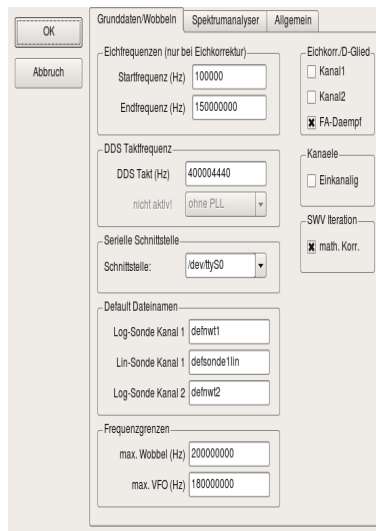 OK
Abbruch
Grunddaten/Wobbeln
Spektrumanalyser
Allgemein
Eichfrequenzen (nur bei Eichkorrektur)
Startfrequenz (Hz) 100000
Endfrequenz (Hz) 150000000
DDS Taktfrequenz
DDS Takt (Hz) 400004440
nicht aktiv! ohne PLL
Serielle Schnittstelle
Schnittstelle: /dev/ttyS0
Default Dateinamen
Log-Sonde Kanal 1 defnwt1
Lin-Sonde Kanal 1 defsonde1lin
Log-Sonde Kanal 2 defnwt2
Frequenzgrenzen
max. Wobbel (Hz) 200000000
max. VFO (Hz) 180000000
Eichkorr./D-Glied
Kanal1
Kanal2
FA-Daempf
Kanaele
Einkanalig
SWV Iteration
math. Korr.